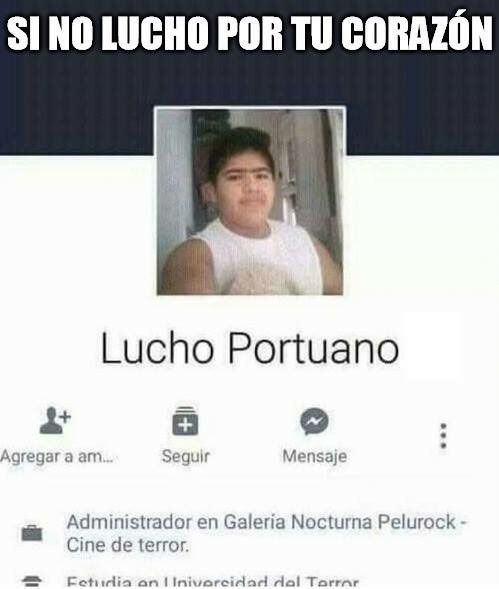 SI NO LUCHO POR TU CORAZÓN
Lucho Portuano
Agregar a am...
Seguir
Mensaje
Administrador en Galería Nocturna Pelurock -
Cine de terror.
Estudia en Universidad del Terror